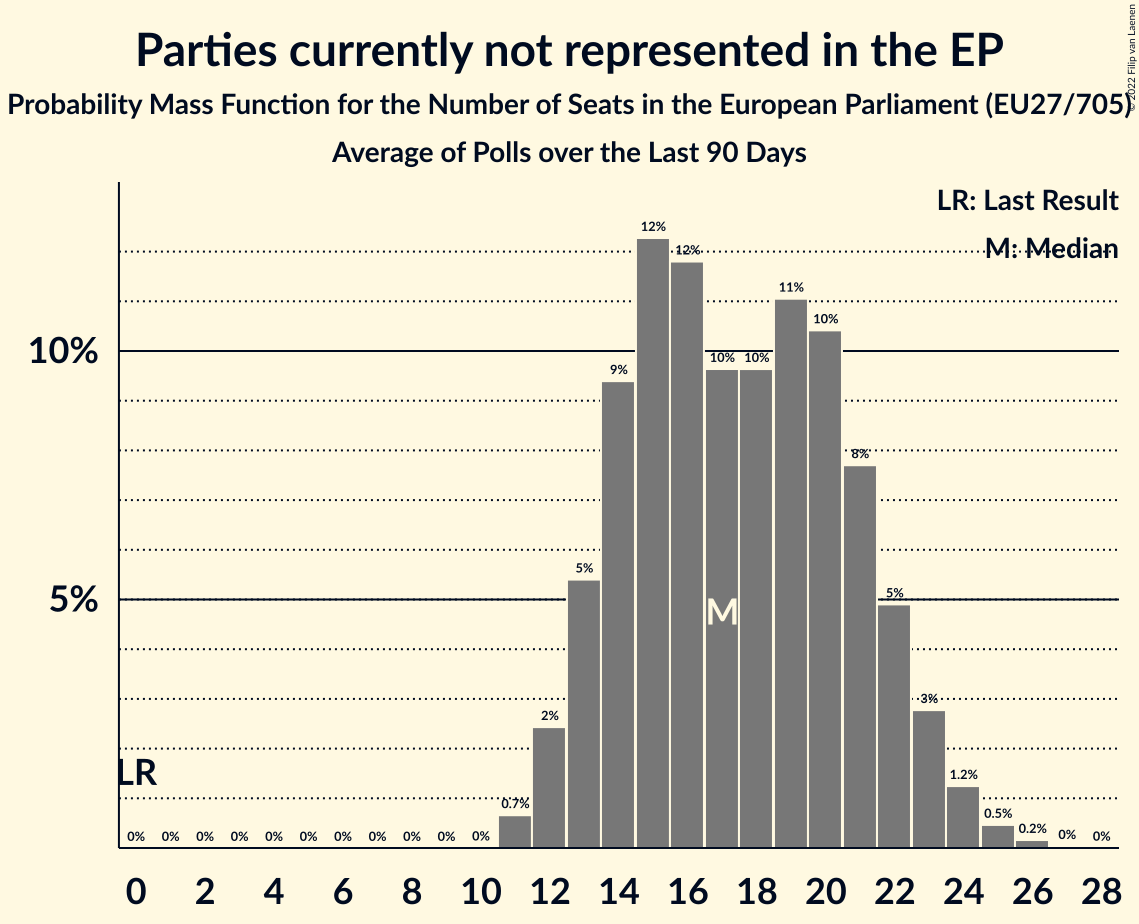 Parties currently not represented in the EP
Probability Mass Function for the Number of Seats in the European Parliament (EU27/705)
Average of Polls over the Last 90 Days
© 2022 Filip van Laenen
LR: Last Result
M: Median
12%
12%
11%
10%
10%
10% 10%
9%
8%
5%
5%
5%
M
3%
2%
LR
1.2%
0.7%
0.5%
0.2%
0% 0% 0% 0% 0% 0% 0% 0% 0% 0% 0% 0% 0%
0 2 4 6 8 10 12 14 16 18 20 22 24 26 28